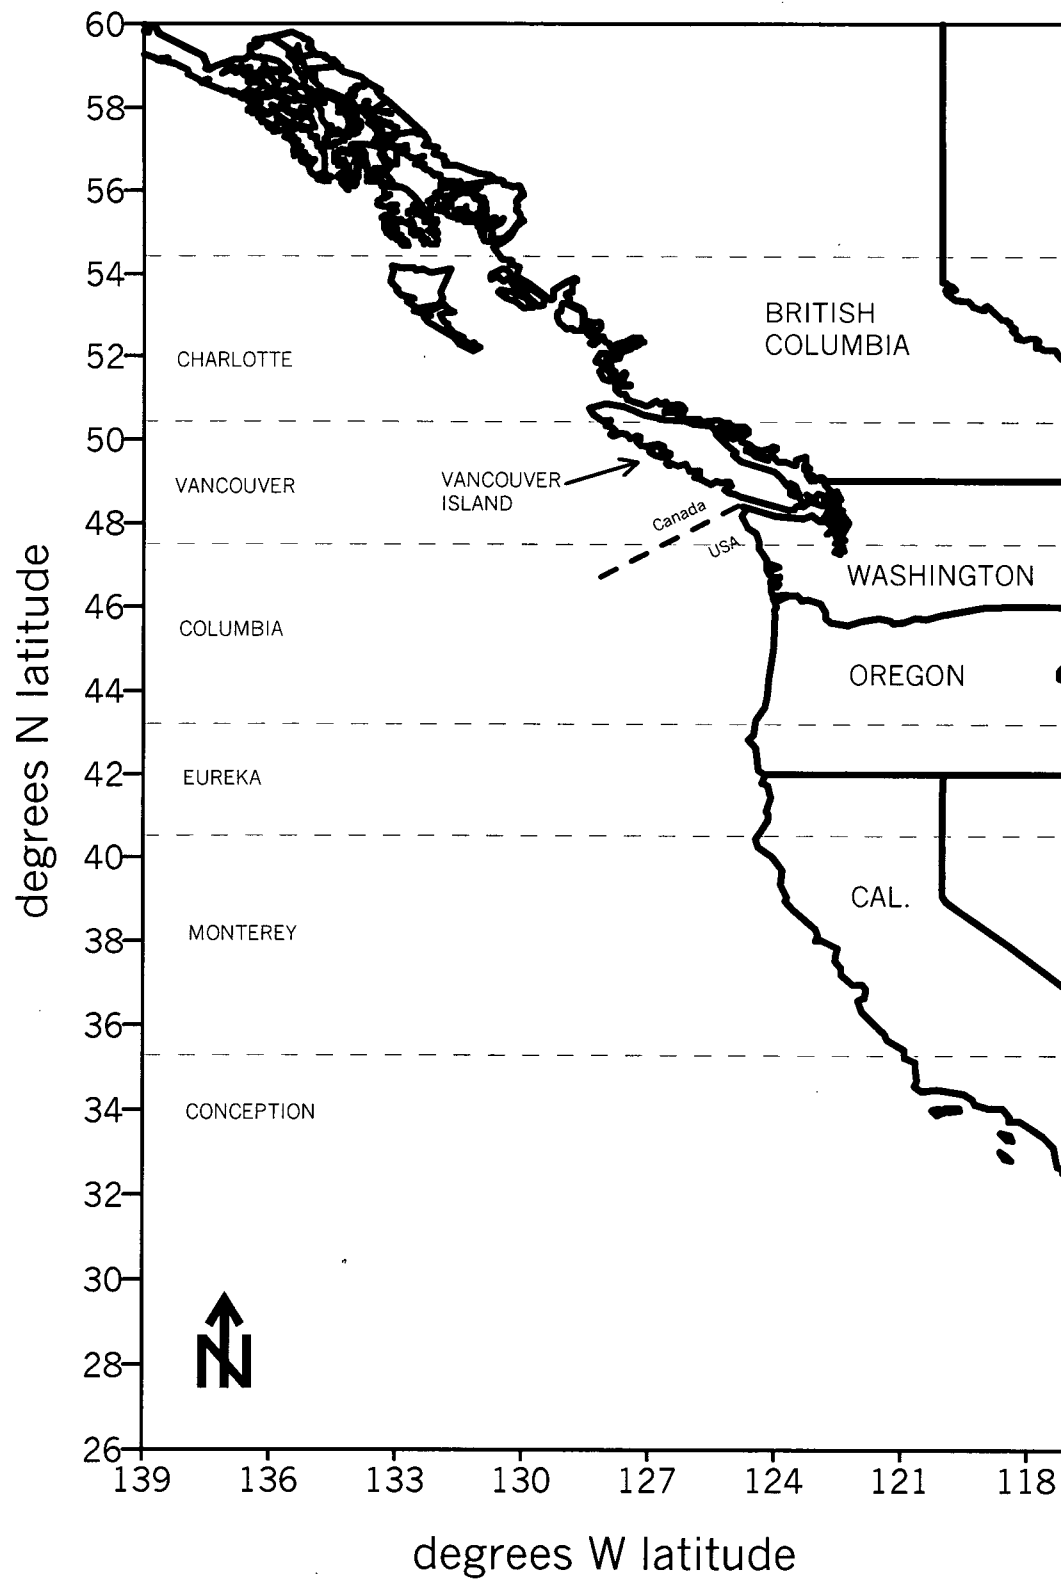 60
58
56
54
52
50
48
46
44
42
40
38
36
34
32
30
28
26
degrees N latitude
BRITISH
COLUMBIA
CHARLOTTE
VANCOUVER
VANCOUVER
ISLAND
Canada
USA
WASHINGTON
COLUMBIA
OREGON
EUREKA
CAL.
MONTEREY
CONCEPTION
N
139 136 133 130 127 124 121 118
degrees W latitude